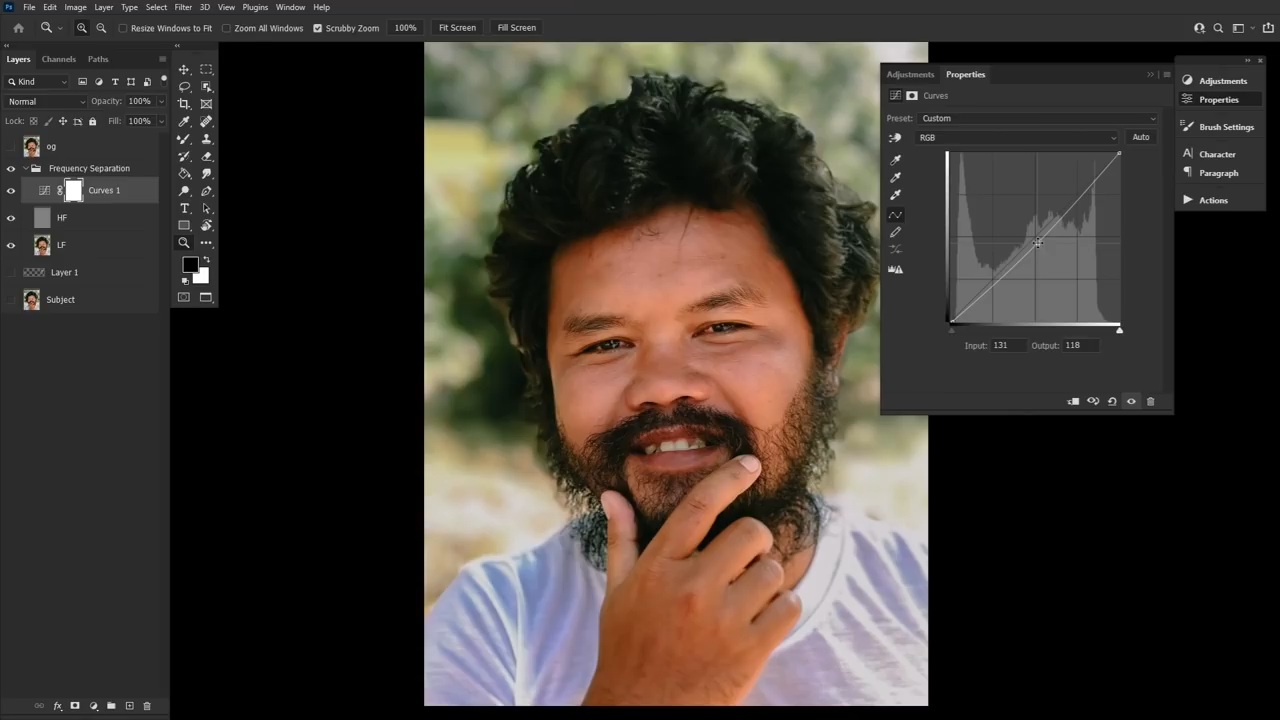 Ps File Edit Image Layer Type Select Filter 3D View Plugins Window Help
Resize Windows to Fit Zoom All Windows Scrubby Zoom 100% Fit Screen Fill Screen
Layers Channels Paths
Kind
Normal Opacity: 100%
Lock: Fill: 100%
og
Frequency Separation
Curves 1
HF
LF
Layer 1
Subject
Adjustments Properties
Curves
Preset: Custom
RGB Auto
Input: 131 Output: 118
Adjustments
Properties
Brush Settings
Character
Paragraph
Actions